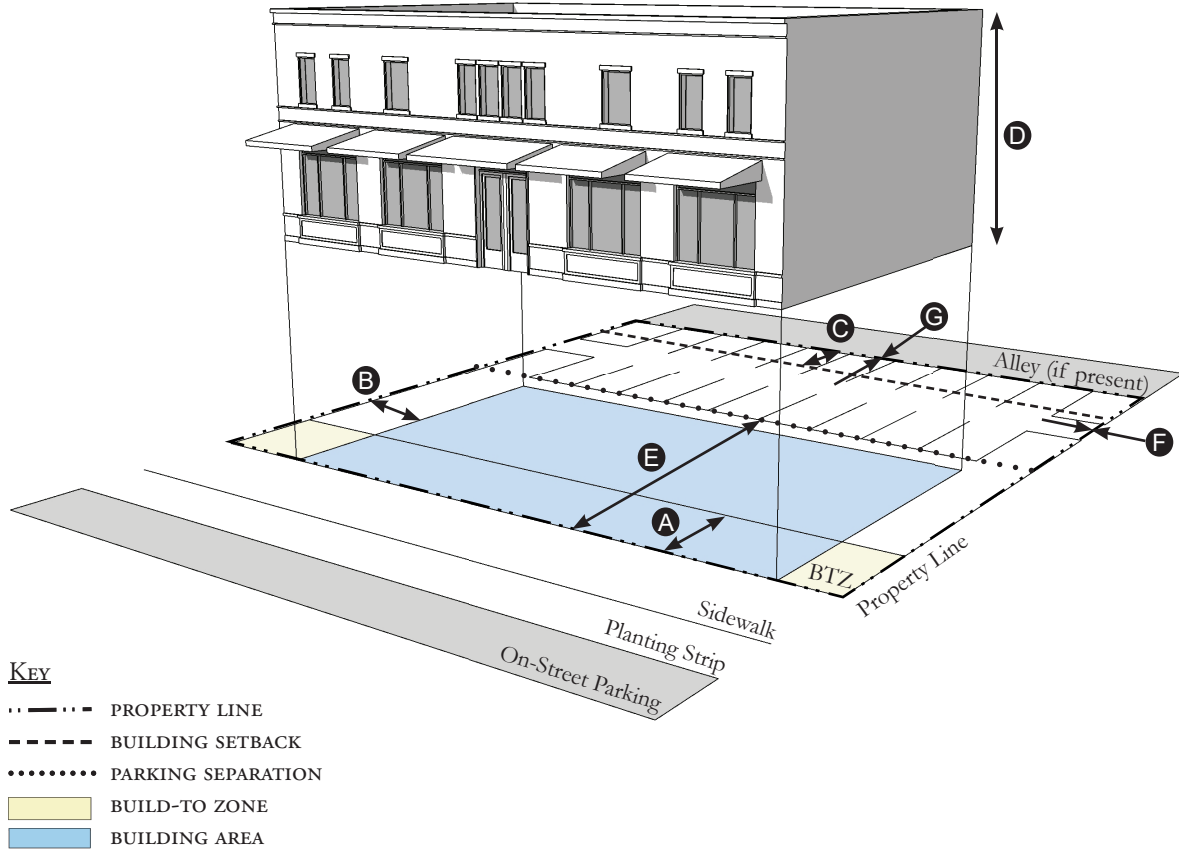 D
G
C
Alley (if present)
B
F
E
A
BTZ
Property Line
Sidewalk
Planting Strip
On-Street Parking
KEY
PROPERTY LINE
BUILDING SETBACK
PARKING SEPARATION
BUILD-TO ZONE
BUILDING AREA